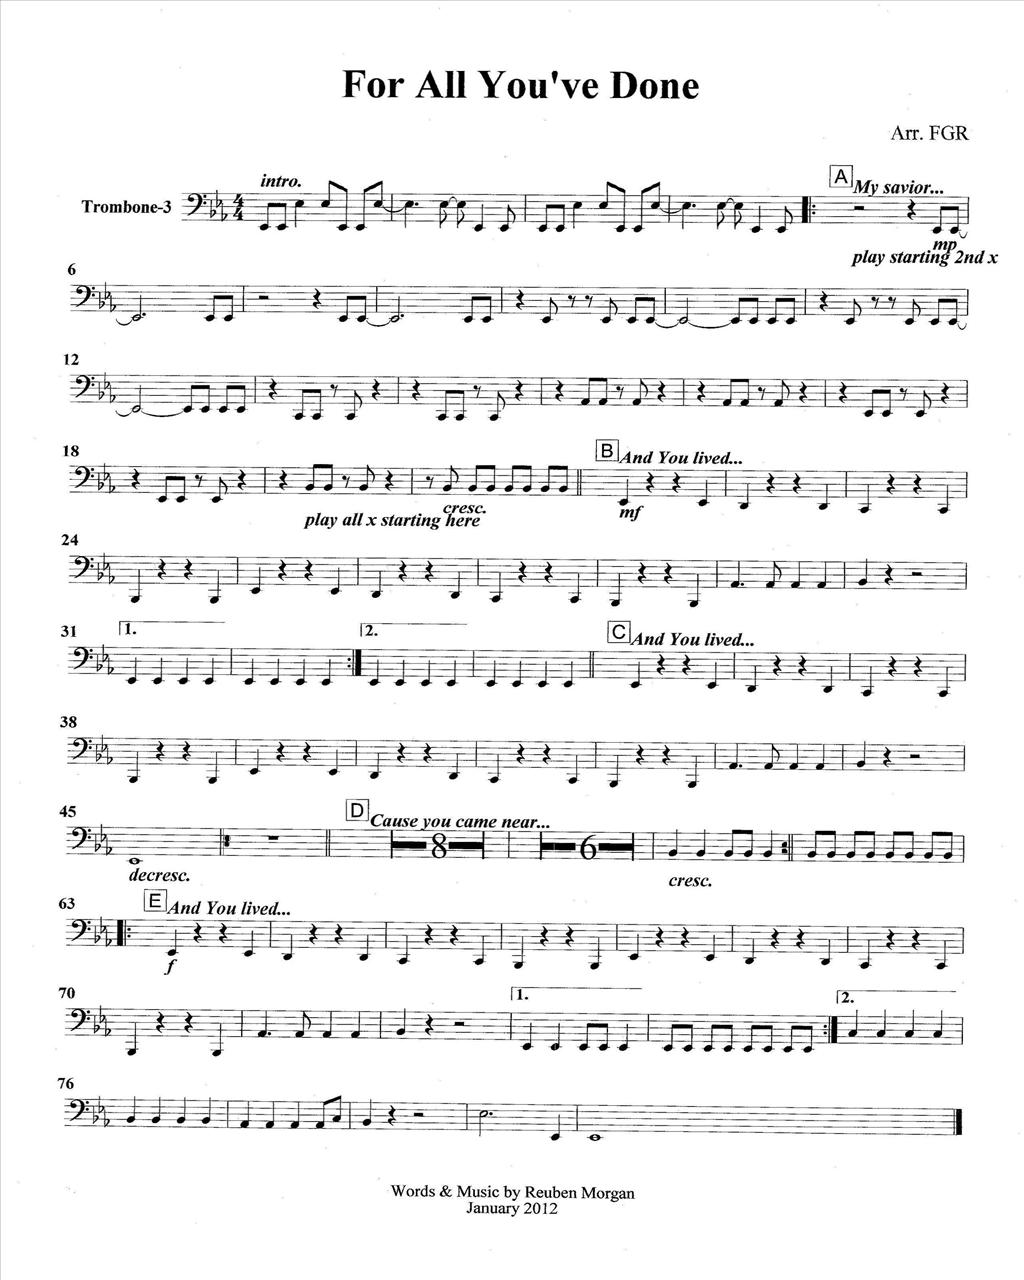 For All You've Done
Arr. FGR
A My savior...
intro.
Trombone-3
mp
play starting 2nd x
6
12
18
B And You lived...
cresc.
mf
play all x starting here
24
31
1.
2.
C And You lived...
38
45
D Cause you came near...
8
6
decresc.
cresc.
63
E And You lived...
f
70
1.
2.
76
Words & Music by Reuben Morgan
January 2012